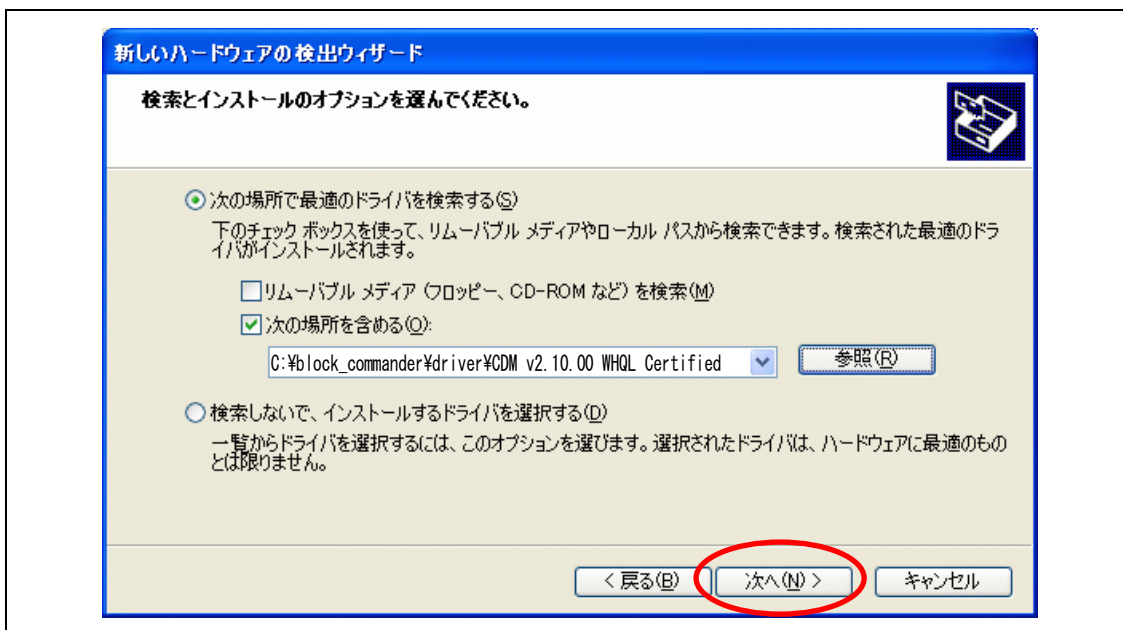 新しいハードウェアの検出ウィザード
検索とインストールのオプションを選んでください。
次の場所で最適のドライバを検索する(S)
下のチェック ボックスを使って、リムーバブル メディアやローカル パスから検索できます。検索された最適のドラ
イバがインストールされます。
リムーバブル メディア (フロッピー、CD-ROM など) を検索(M)
次の場所を含める(O):
C:¥block_commander¥driver¥CDM v2.10.00 WHQL Certified
参照(R)
検索しないで、インストールするドライバを選択する(D)
一覧からドライバを選択するには、このオプションを選びます。選択されたドライバは、ハードウェアに最適のもの
とは限りません。
< 戻る(B) 次へ(N) > キャンセル